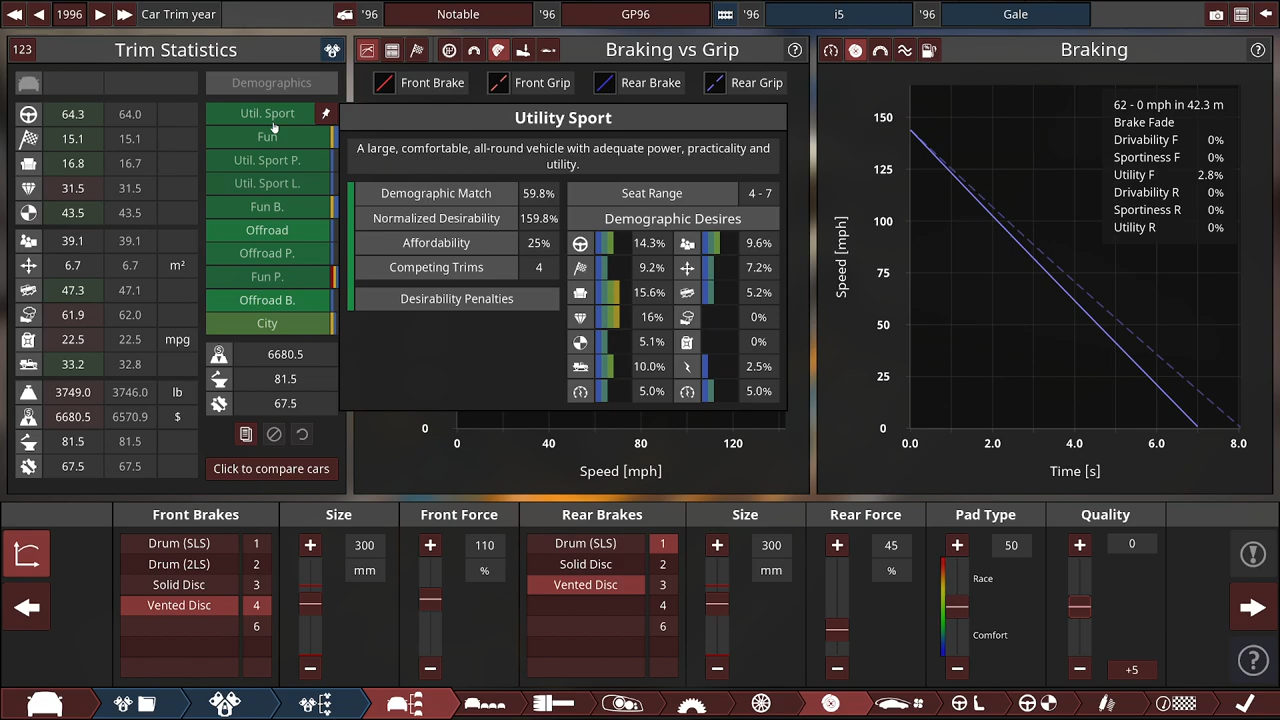 1996 Car Trim year '96 Notable '96 GP96 '96 i5 '96 Gale
123 Trim Statistics
Demographics
64.3 64.0
15.1 15.1
16.8 16.7
31.5 31.5
43.5 43.5
39.1 39.1
6.7 6.7 m²
47.3 47.1
61.9 62.0
22.5 22.5 mpg
33.2 32.8
3749.0 3746.0 lb
6680.5 6570.9 $
81.5 81.5
67.5 67.5
Util. Sport
Fun
Util. Sport P.
Util. Sport L.
Fun B.
Offroad
Offroad P.
Fun P.
Offroad B.
City
6680.5
81.5
67.5
Click to compare cars
Braking vs Grip ?
Front Brake Front Grip Rear Brake Rear Grip
Utility Sport
A large, comfortable, all-round vehicle with adequate power, practicality and
utility.
Demographic Match 59.8%
Normalized Desirability 159.8%
Affordability 25%
Competing Trims 4
Desirability Penalties
Seat Range 4 - 7
Demographic Desires
14.3% 9.6%
9.2% 7.2%
15.6% 5.2%
16% 0%
5.1% 0%
10.0% 2.5%
5.0% 5.0%
0
0 40 80 120
Speed [mph]
Braking ?
62 - 0 mph in 42.3 m
Brake Fade
Drivability F 0%
Sportiness F 0%
Utility F 2.8%
Drivability R 0%
Sportiness R 0%
Utility R 0%
Speed [mph]
150
125
100
75
50
25
0
0.0 2.0 4.0 6.0 8.0
Time [s]
Front Brakes
Drum (SLS) 1
Drum (2LS) 2
Solid Disc 3
Vented Disc 4
6
Size
+ 300
mm
−
Front Force
+ 110
%
−
Rear Brakes
Drum (SLS) 1
Solid Disc 2
Vented Disc 3
4
6
Size
+ 300
mm
−
Rear Force
+ 45
%
−
Pad Type
+ 50
Race
Comfort
−
Quality
+ 0
− +5
?